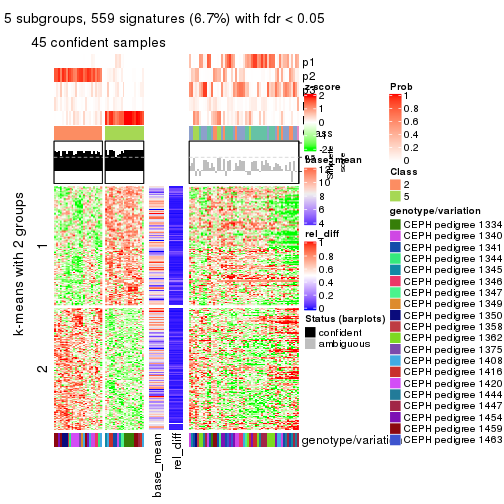 5 subgroups, 559 signatures (6.7%) with fdr < 0.05
45 confident samples
p1
p2
z-score
2
base_mean
12
10
8
6
4
rel_diff
1
0.8
0.6
0.4
0.2
0
Status (barplots)
confident
ambiguous
Prob
1
0.8
0.6
0.4
0.2
0
Class
2
5
genotype/variation
CEPH pedigree 1334
CEPH pedigree 1340
CEPH pedigree 1341
CEPH pedigree 1344
CEPH pedigree 1345
CEPH pedigree 1346
CEPH pedigree 1347
CEPH pedigree 1349
CEPH pedigree 1350
CEPH pedigree 1358
CEPH pedigree 1362
CEPH pedigree 1375
CEPH pedigree 1408
CEPH pedigree 1416
CEPH pedigree 1420
CEPH pedigree 1444
CEPH pedigree 1447
CEPH pedigree 1454
CEPH pedigree 1459
CEPH pedigree 1463
k-means with 2 groups
1
2
base_mean
rel_diff
genotype/variation